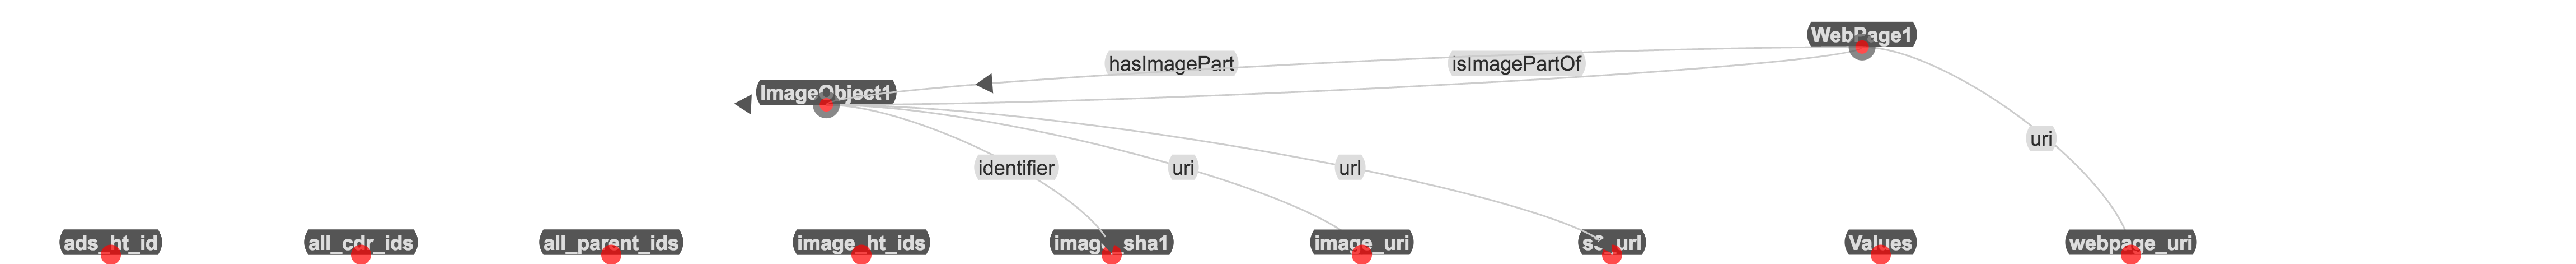 WebPage1
hasImagePart
isImagePartOf
ImageObject1
uri
identifier
uri
url
ads_ht_id
all_cdr_ids
all_parent_ids
image_ht_ids
image_sha1
image_uri
s3_url
Values
webpage_uri